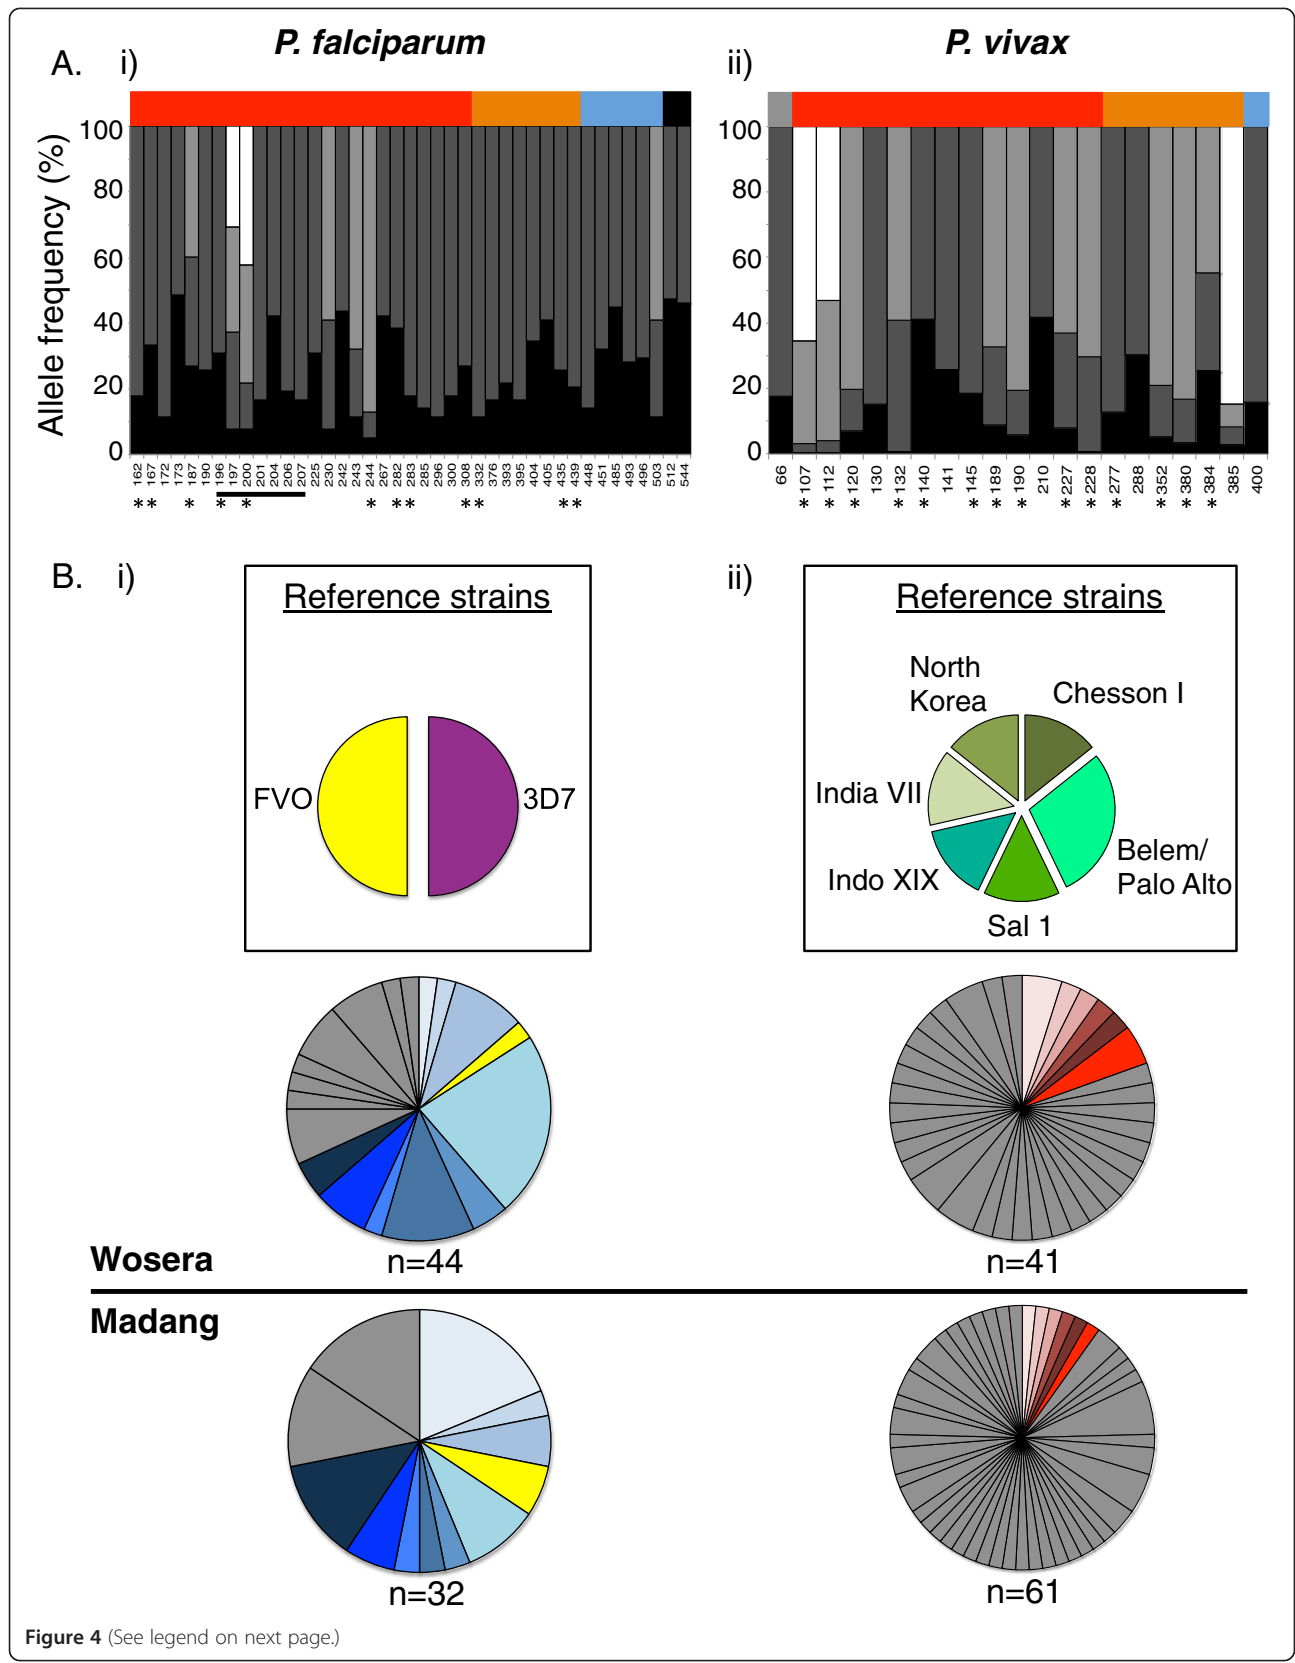 P. falciparum
P. vivax
A. i)
ii)
Allele frequency (%)
100
80
60
40
20
0
162 167 172 173 187 190 196 197 200 201 204 206 207 225 230 242 243 244 267 282 283 285 296 300 308 332 376 393 395 404 405 435 439 448 451 485 493 496 503 512 544
* * * * * * * * * * * *
100
80
60
40
20
0
66 *107 *112 *120 130 *132 *140 141 *145 *189 *190 210 *227 *228 *277 288 *352 *380 *384 385 400
B. i)
Reference strains
FVO
3D7
ii)
Reference strains
North
Korea
Chesson I
India VII
Indo XIX
Belem/
Palo Alto
Sal 1
Wosera
n=44
n=41
Madang
n=32
n=61
Figure 4 (See legend on next page.)